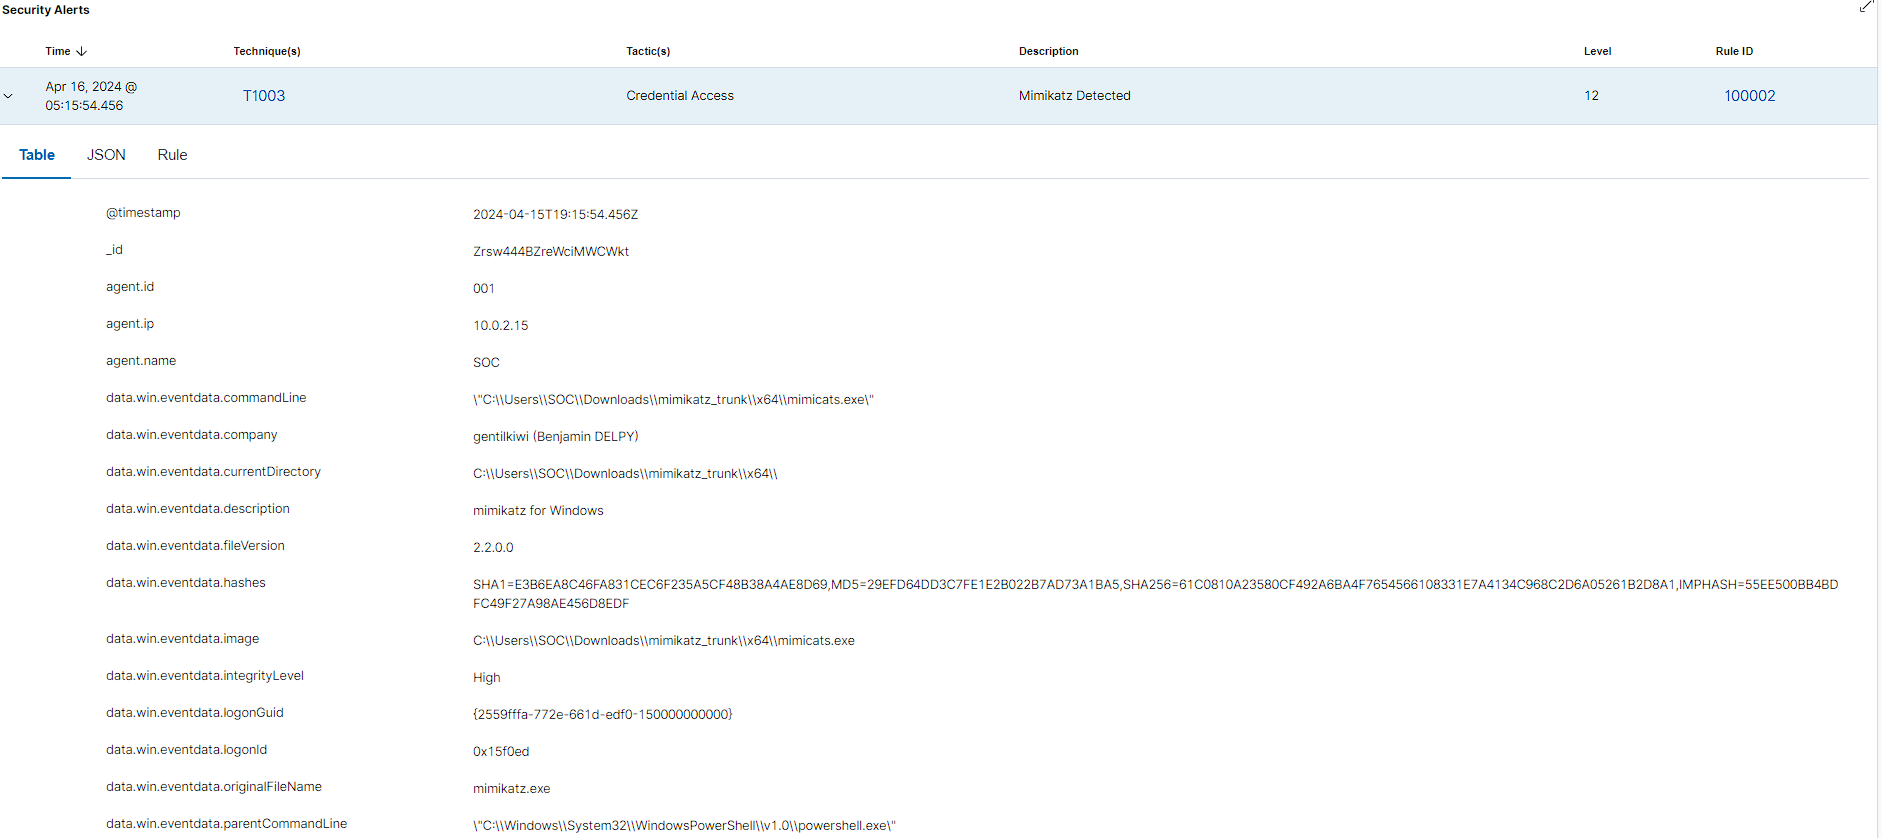 Security Alerts
Time Technique(s) Tactic(s) Description Level Rule ID
Apr 16, 2024 @
05:15:54.456 T1003 Credential Access Mimikatz Detected 12 100002
Table JSON Rule
@timestamp 2024-04-15T19:15:54.456Z
_id Zrsw444BZreWciMWCWkt
agent.id 001
agent.ip 10.0.2.15
agent.name SOC
data.win.eventdata.commandLine \"C:\\Users\\SOC\\Downloads\\mimikatz_trunk\\x64\\mimicats.exe\"
data.win.eventdata.company gentilkiwi (Benjamin DELPY)
data.win.eventdata.currentDirectory C:\\Users\\SOC\\Downloads\\mimikatz_trunk\\x64\\
data.win.eventdata.description mimikatz for Windows
data.win.eventdata.fileVersion 2.2.0.0
data.win.eventdata.hashes SHA1=E3B6EA8C46FA831CEC6F235A5CF48B38A4AE8D69,MD5=29EFD64DD3C7FE1E2B022B7AD73A1BA5,SHA256=61C0810A23580CF492A6BA4F7654566108331E7A4134C968C2D6A05261B2D8A1,IMPHASH=55EE500BB4BD
FC49F27A98AE456D8EDF
data.win.eventdata.image C:\\Users\\SOC\\Downloads\\mimikatz_trunk\\x64\\mimicats.exe
data.win.eventdata.integrityLevel High
data.win.eventdata.logonGuid {2559fffa-772e-661d-edf0-150000000000}
data.win.eventdata.logonId 0x15f0ed
data.win.eventdata.originalFileName mimikatz.exe
data.win.eventdata.parentCommandLine \"C:\\Windows\\System32\\WindowsPowerShell\\v1.0\\powershell.exe\"